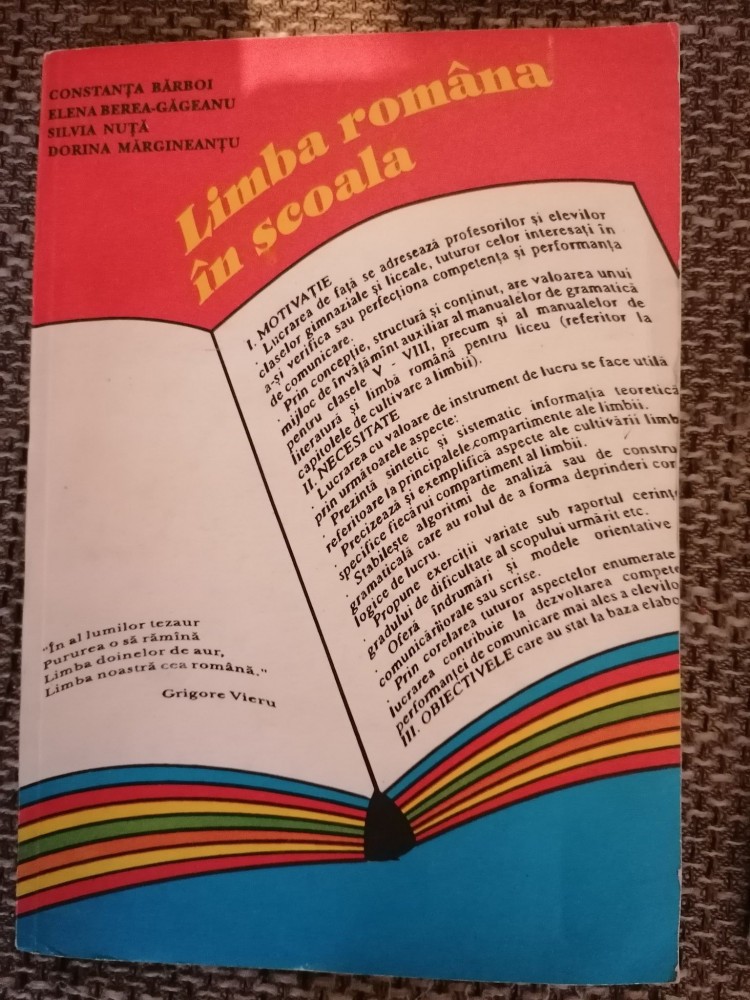 CONSTANȚA BĂRBOI
ELENA BEREA-GĂGEANU
SILVIA NUȚĂ
DORINA MĂRGINEANȚU
Limba româna
în școala
I. MOTIVAȚIE
· Lucrarea de față se adresează profesorilor și elevilor
claselor gimnaziale și liceale, tuturor celor interesați în
a-și verifica sau perfecționa competența și performanța
de comunicare.
· Prin concepție, structură și conținut, are valoarea unui
mijloc de învățămînt auxiliar al manualelor de gramatică
pentru clasele V - VIII, precum și al manualelor de
literatură și limbă română pentru liceu (referitor la
capitolele de cultivare a limbii).
II. NECESITATE
· Lucrarea cu valoare de instrument de lucru se face utilă
prin următoarele aspecte:
· Prezintă sintetic și sistematic informația teoretică
referitoare la principalele compartimente ale limbii.
· Precizează și exemplifică aspecte ale cultivării limb
specifice fiecărui compartiment al limbii.
· Stabilește algoritmi de analiză sau de constru
gramaticală care au rolul de a forma deprinderi cor
logice de lucru.
· Propune exerciții variate sub raportul cerințe
gradului de dificultate al scopului urmărit etc.
· Oferă îndrumări și modele orientative
comunicări orale sau scrise.
· Prin corelarea tuturor aspectelor enumerate
lucrarea contribuie la dezvoltarea compete
performanței de comunicare mai ales a elevilo
III. OBIECTIVELE care au stat la baza elabo
"În al lumilor tezaur
Pururea o să rămînă
Limba doinelor de aur,
Limba noastră cea română."
Grigore Vieru